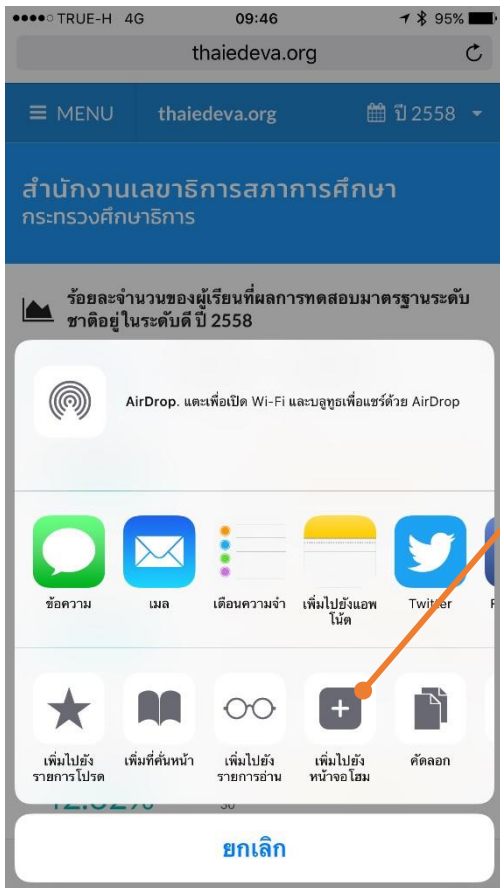 TRUE-H 4G 09:46 95%
thaiedeva.org
MENU thaiedeva.org ปี 2558
สำนักงานเลขาธิการสภาการศึกษา
กระทรวงศึกษาธิการ
ร้อยละจำนวนของผู้เรียนที่ผลการทดสอบมาตรฐานระดับ
ชาติอยู่ในระดับดี ปี 2558
AirDrop. แตะเพื่อเปิด Wi-Fi และบลูทูธเพื่อแชร์ด้วย AirDrop
ข้อความ เมล เตือนความจำ เพิ่มไปยังแอพ Twitter
โน้ต
เพิ่มไปยัง เพิ่มที่คั่นหน้า เพิ่มไปยัง เพิ่มไปยัง คัดลอก
รายการโปรด รายการอ่าน หน้าจอโฮม
ยกเลิก